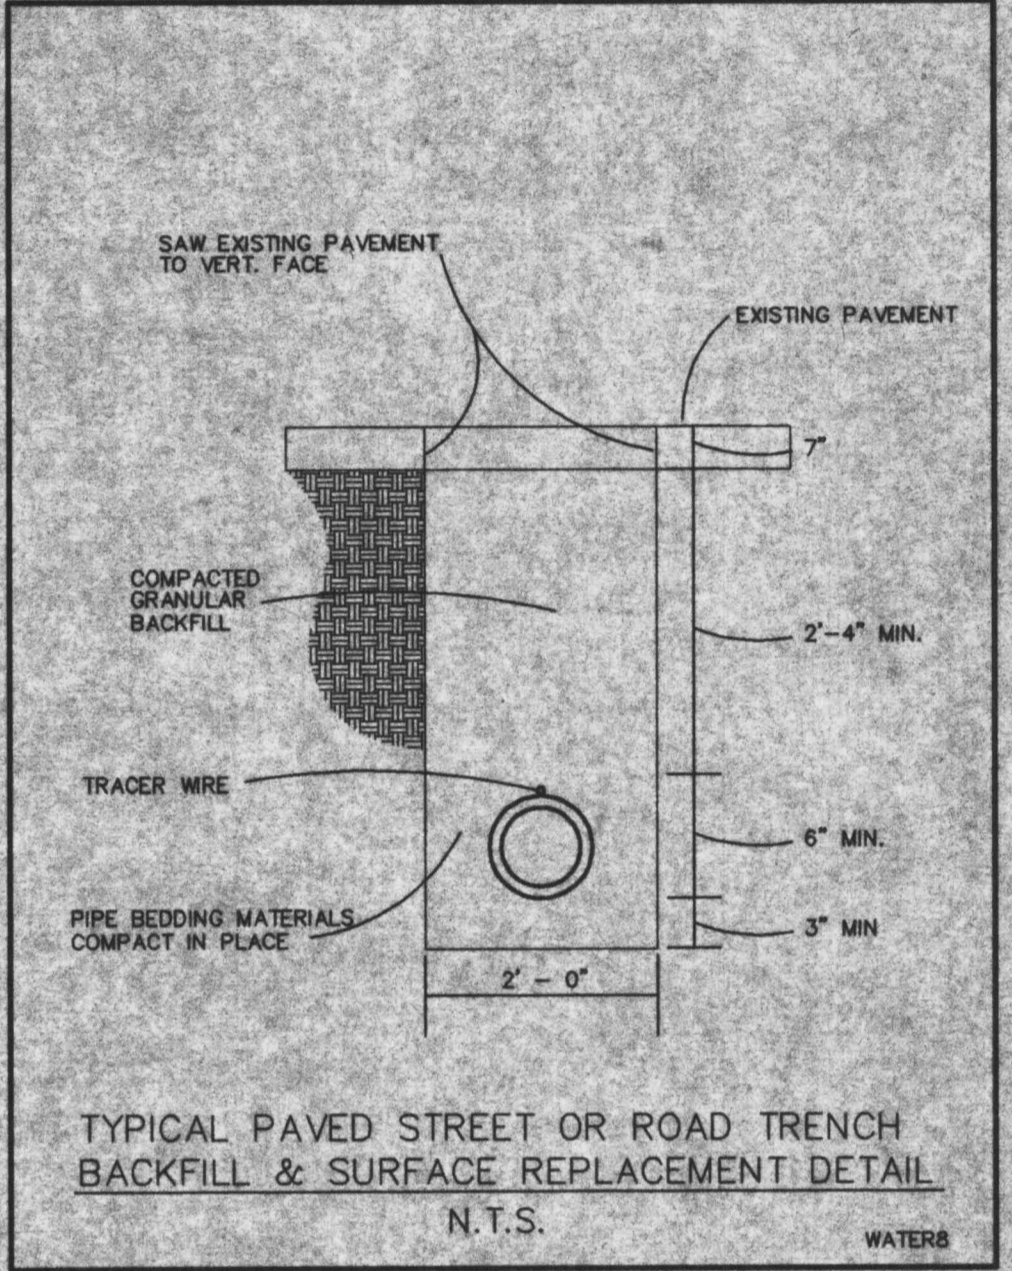 SAW EXISTING PAVEMENT
TO VERT. FACE
EXISTING PAVEMENT
7"
COMPACTED
GRANULAR
BACKFILL
2'-4" MIN.
TRACER WIRE
6" MIN.
PIPE BEDDING MATERIALS
COMPACT IN PLACE
3" MIN
2' - 0"
TYPICAL PAVED STREET OR ROAD TRENCH
BACKFILL & SURFACE REPLACEMENT DETAIL
N.T.S.
WATER8